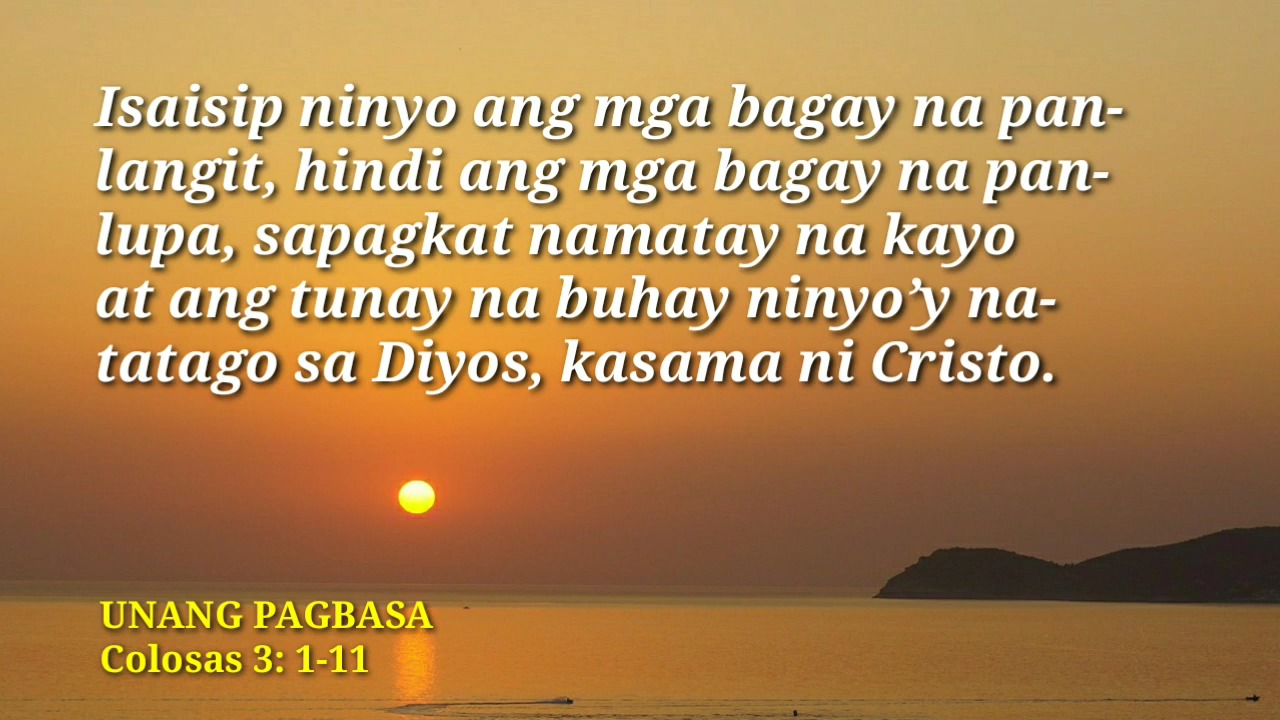 Isaisip ninyo ang mga bagay na pan-
langit, hindi ang mga bagay na pan-
lupa, sapagkat namatay na kayo
at ang tunay na buhay ninyo’y na-
tatago sa Diyos, kasama ni Cristo.
UNANG PAGBASA
Colosas 3: 1-11